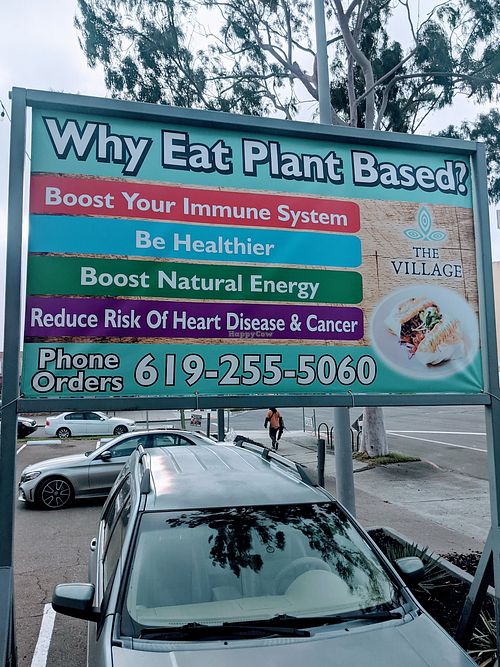 Why Eat Plant Based?
Boost Your Immune System
Be Healthier
Boost Natural Energy
Reduce Risk Of Heart Disease & Cancer
THE
VILLAGE
HappyCow
Phone
Orders
619-255-5060